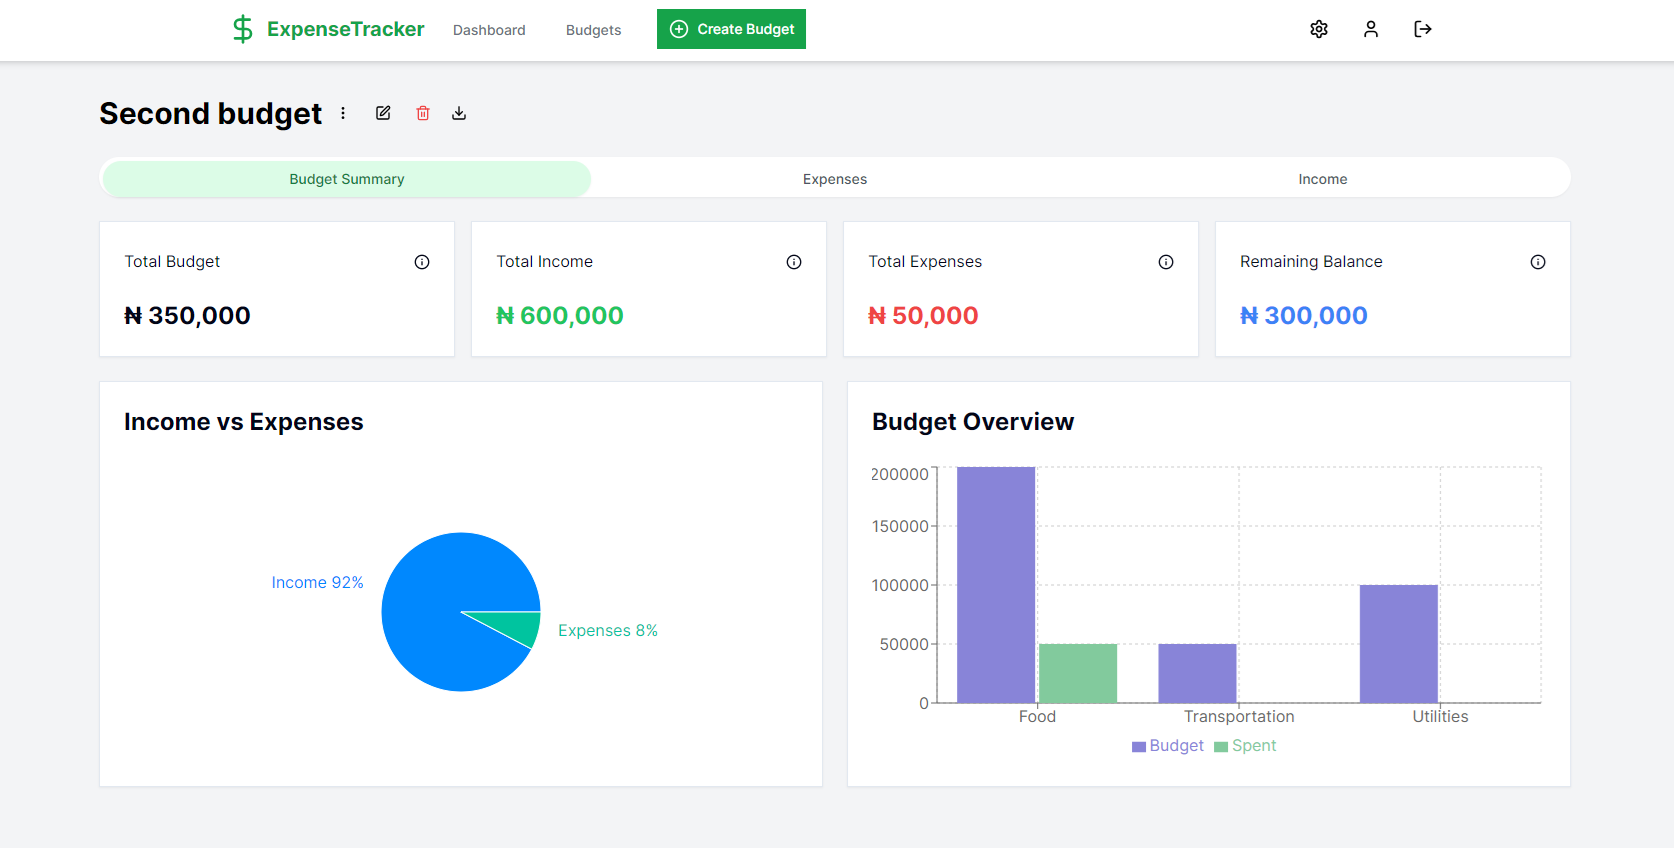 ExpenseTracker
Dashboard
Budgets
Create Budget
Second budget
Budget Summary
Expenses
Income
Total Budget
₦ 350,000
Total Income
₦ 600,000
Total Expenses
₦ 50,000
Remaining Balance
₦ 300,000
Income vs Expenses
Income 92%
Expenses 8%
Budget Overview
200000
150000
100000
50000
0
Food
Transportation
Utilities
Budget
Spent